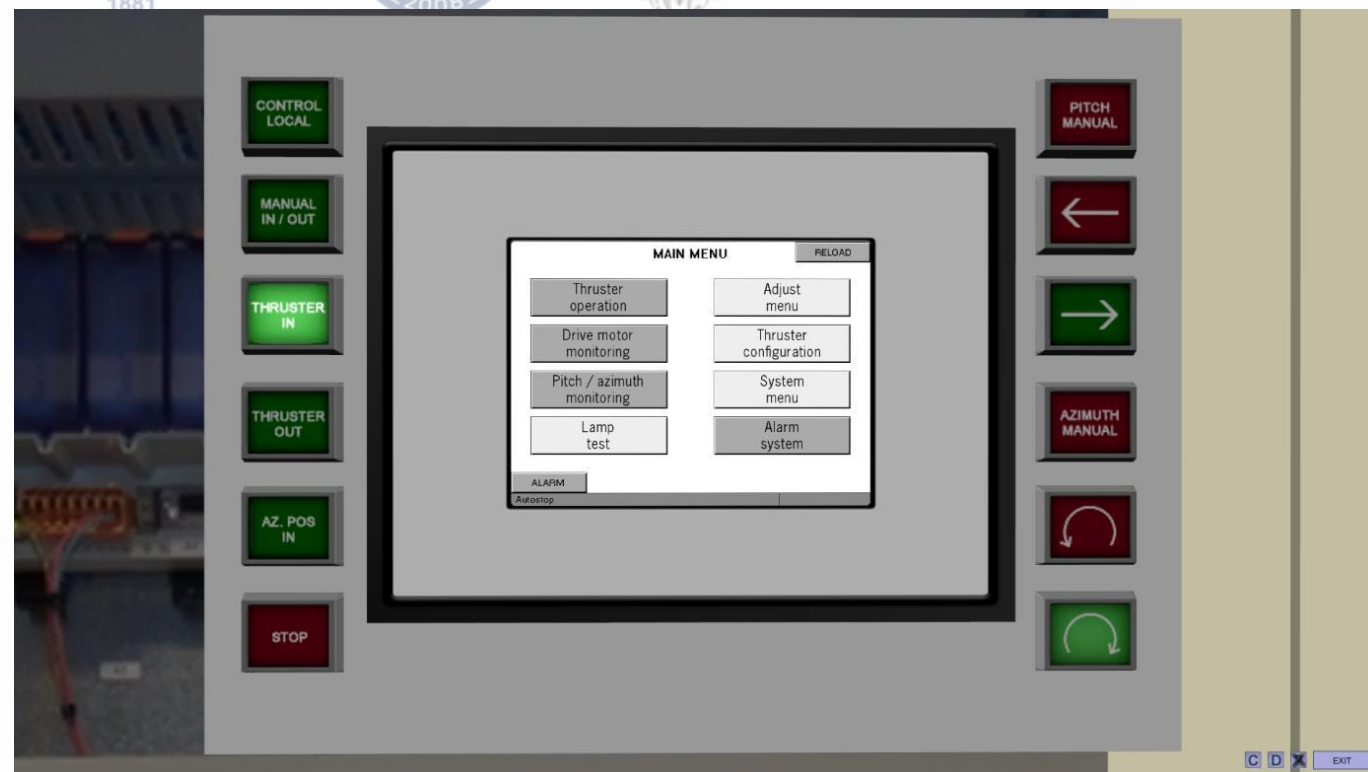 1881
2008
CONTROL
LOCAL
MANUAL
IN / OUT
THRUSTER
IN
THRUSTER
OUT
AZ. POS
IN
STOP
MAIN MENU
RELOAD
Thruster
operation
Adjust
menu
Drive motor
monitoring
Thruster
configuration
Pitch / azimuth
monitoring
System
menu
Lamp
test
Alarm
system
ALARM
Autostop
PITCH
MANUAL
AZIMUTH
MANUAL
C D X EXIT